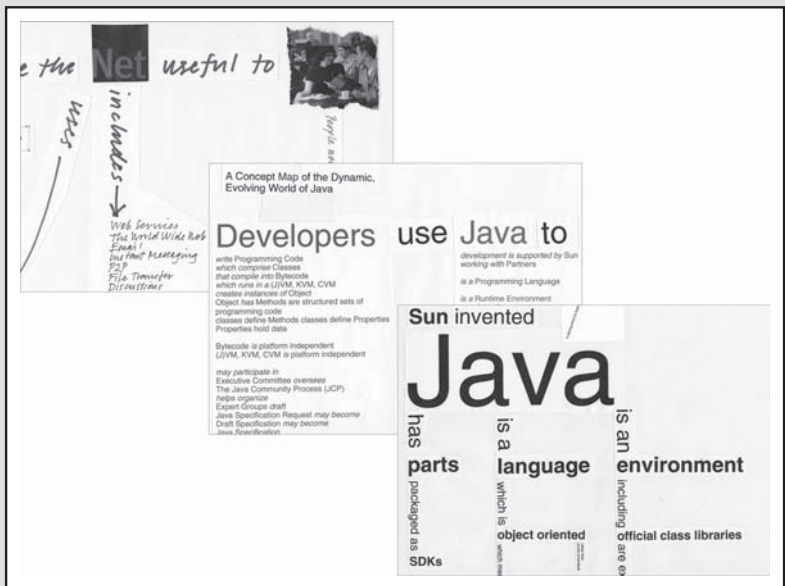 e the Net useful to
uses
includes
People
Web Services
The World Wide Web
Email
Instant Messaging
P2P
File Transfer
Discussions
A Concept Map of the Dynamic,
Evolving World of Java
Developers use Java to
write Programming Code
which comprise Classes
that compile into Bytecode
which runs in a (J)VM, KVM, CVM
creates instances of Object
Object has Methods are structured sets of
programming code
classes define Methods classes define Properties
Properties hold data
Bytecode is platform independent
(J)VM, KVM, CVM is platform independent
may participate in
Executive Committee oversees
The Java Community Process (JCP)
helps organize
Expert Groups draft
Java Specification Request may become
Draft Specification may become
Java Specification
development is supported by Sun
working with Partners
is a Programming Language
is a Runtime Environment
Sun invented
Java
has
parts
packaged as
SDKs
is a
language
which is
object oriented
is an
environment
including
official class libraries
are